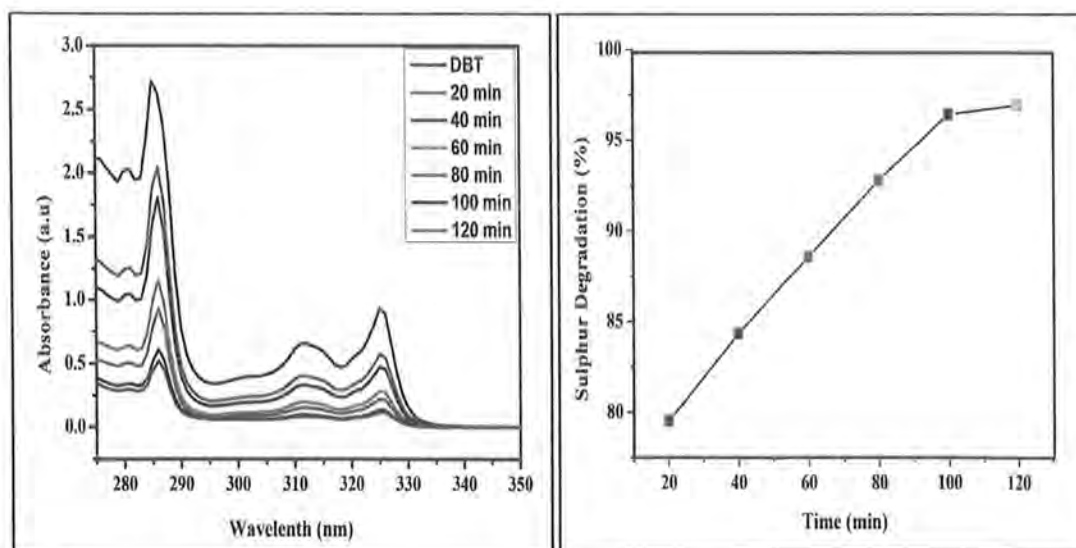 3.0
2.5
2.0
1.5
1.0
0.5
0.0
Absorbance (a.u)
280 290 300 310 320 330 340 350
Wavelenth (nm)
DBT
20 min
40 min
60 min
80 min
100 min
120 min
100
95
90
85
80
Sulphur Degradation (%)
20 40 60 80 100 120
Time (min)